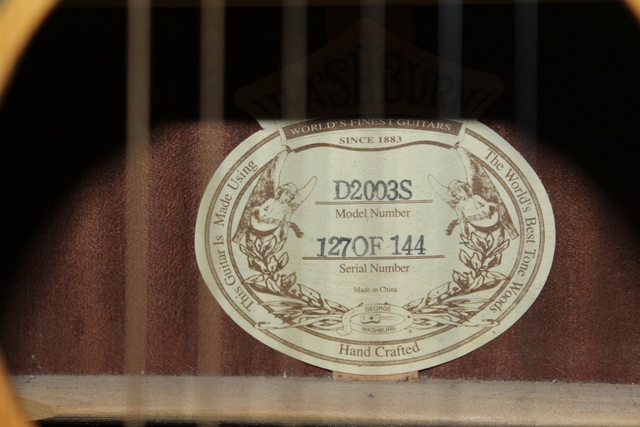 WASHBURN
WORLD'S FINEST GUITARS
SINCE 1883
This Guitar Is Made Using
The World's Best Tone Woods
D2003S
Model Number
127OF 144
Serial Number
Made in China
GEORGE
WASHBURN
Hand Crafted